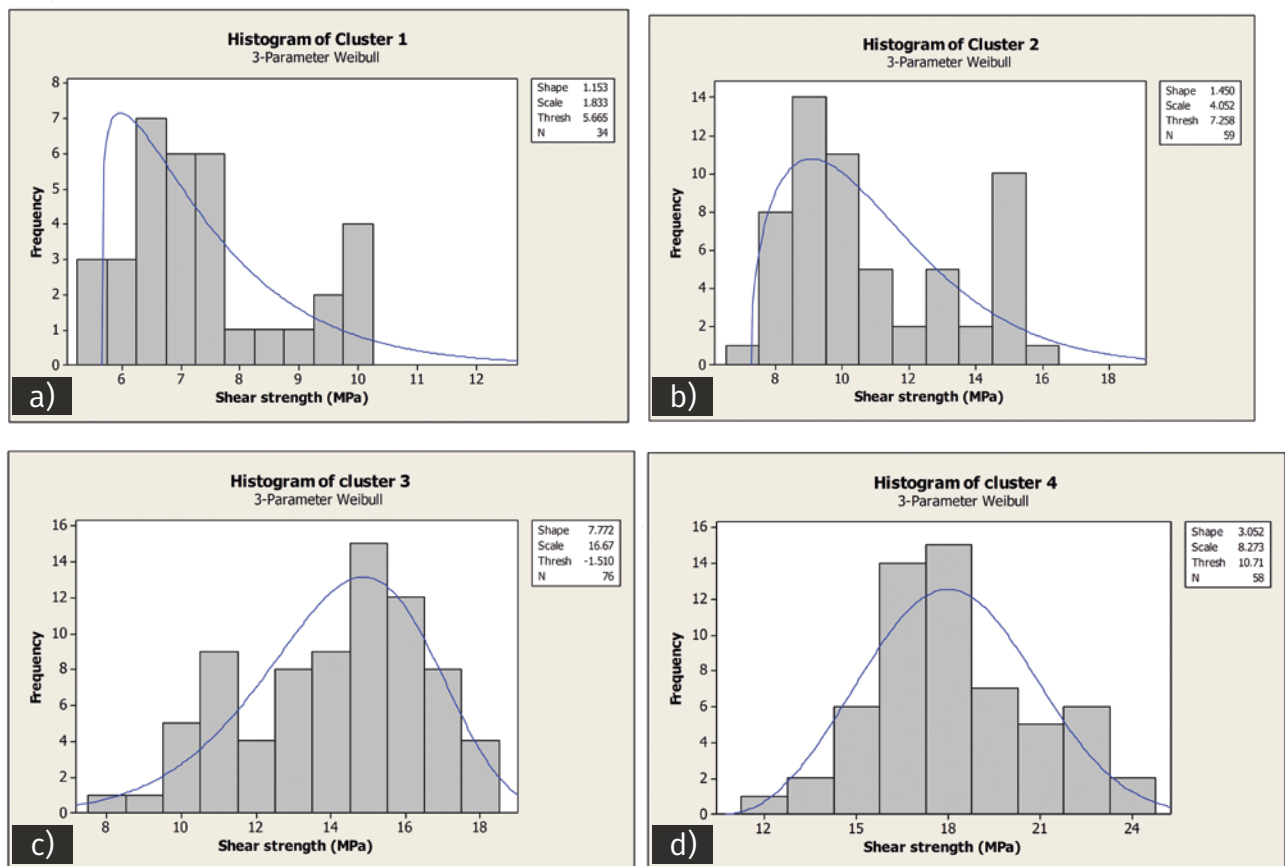 Histogram of Cluster 1
3-Parameter Weibull
8
7
6
5
4
3
2
1
0
Frequency
6 7 8 9 10 11 12
Shear strength (MPa)
Shape 1.153
Scale 1.833
Thresh 5.665
N 34
a)
Histogram of Cluster 2
3-Parameter Weibull
14
12
10
8
6
4
2
0
Frequency
8 10 12 14 16 18
Shear strength (MPa)
Shape 1.450
Scale 4.052
Thresh 7.258
N 59
b)
Histogram of cluster 3
3-Parameter Weibull
16
14
12
10
8
6
4
2
0
Frequency
8 10 12 14 16 18
Shear strength (MPa)
Shape 7.772
Scale 16.67
Thresh -1.510
N 76
c)
Histogram of cluster 4
3-Parameter Weibull
16
14
12
10
8
6
4
2
0
Frequency
12 15 18 21 24
Shear strength (MPa)
Shape 3.052
Scale 8.273
Thresh 10.71
N 58
d)